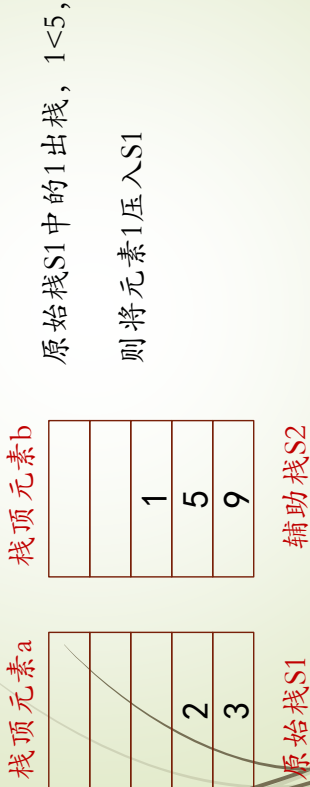 栈顶元素a
栈顶元素b
原始栈S1中的1出栈，1<5，
则将元素1压入S1
1
2
5
3
9
原始栈S1
辅助栈S2